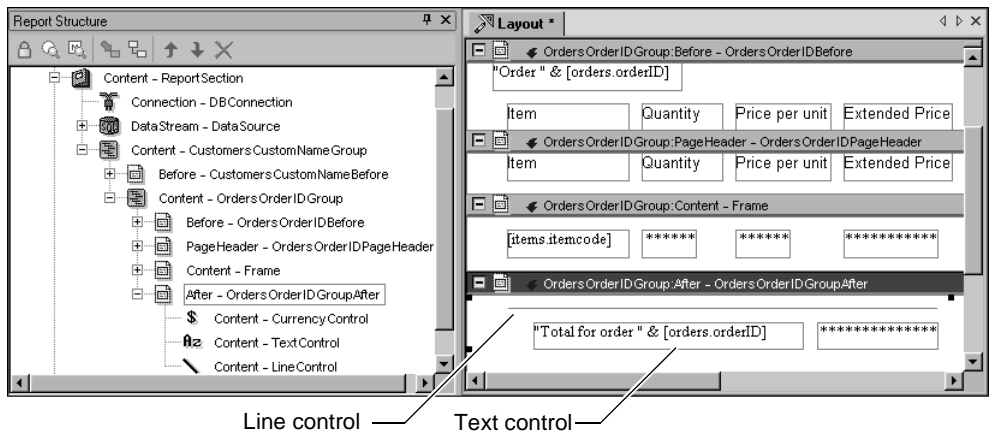 Report Structure
Content – ReportSection
Connection – DBConnection
DataStream – DataSource
Content – CustomersCustomNameGroup
Before – CustomersCustomNameBefore
Content – OrdersOrderIDGroup
Before – OrdersOrderIDBefore
PageHeader – OrdersOrderIDPageHeader
Content – Frame
After – OrdersOrderIDGroupAfter
$ Content – CurrencyControl
Az Content – TextControl
Content – LineControl
Layout *
OrdersOrderIDGroup:Before – OrdersOrderIDBefore
"Order " & [orders.orderID]
Item Quantity Price per unit Extended Price
OrdersOrderIDGroup:PageHeader – OrdersOrderIDPageHeader
Item Quantity Price per unit Extended Price
OrdersOrderIDGroup:Content – Frame
[items.itemcode] ****** ****** ***********
OrdersOrderIDGroup:After – OrdersOrderIDGroupAfter
"Total for order " & [orders.orderID] **************
Line control Text control